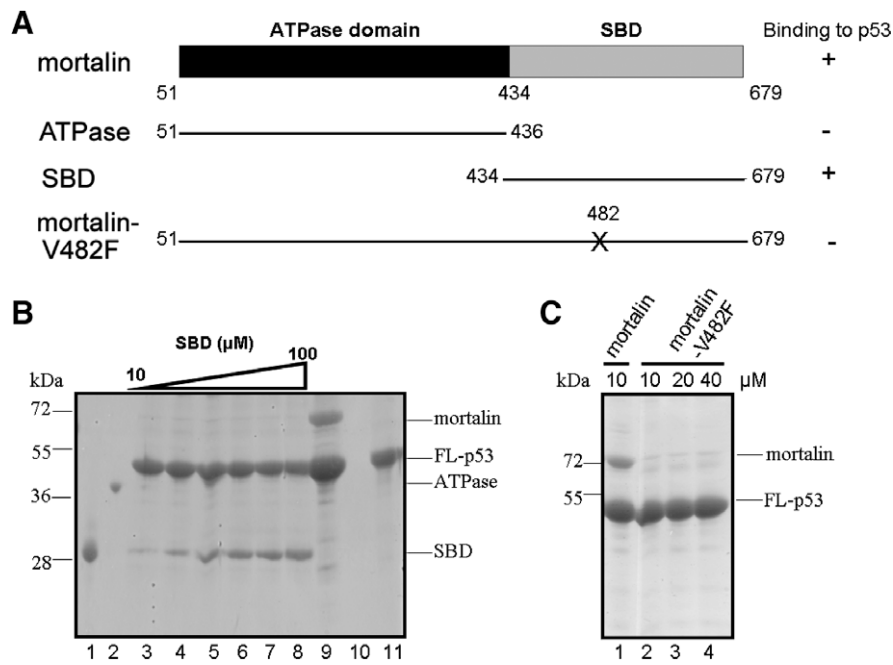 A
ATPase domain SBD Binding to p53
mortalin +
51 434 679
ATPase 51 436 -
SBD 434 679 +
482
mortalin-
V482F 51 X 679 -
B
SBD (µM)
10 100
kDa
72 mortalin
55 FL-p53
ATPase
36
28 SBD
1 2 3 4 5 6 7 8 9 10 11
C
mortalin
mortalin
-V482F
kDa 10 10 20 40 µM
72 mortalin
55 FL-p53
1 2 3 4